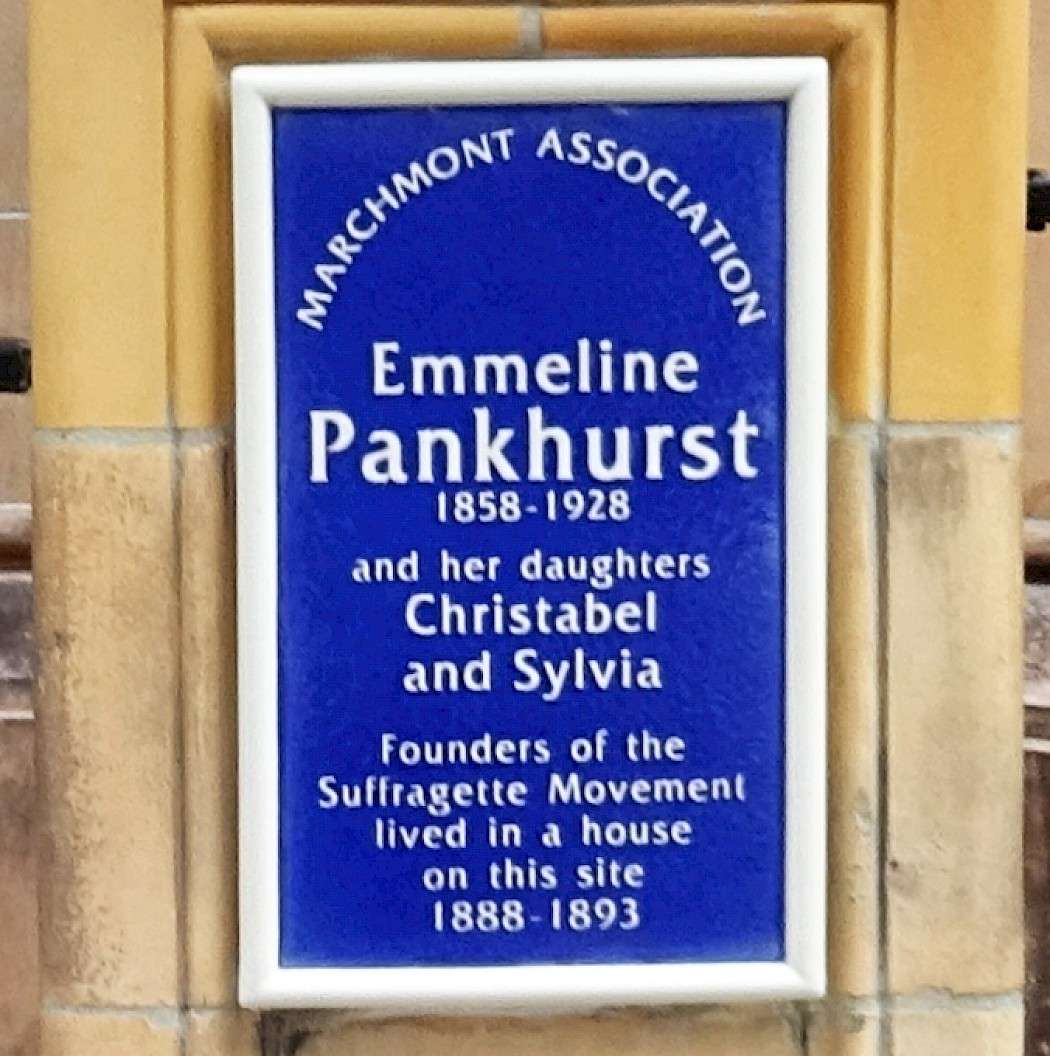 MARCHMONT ASSOCIATION
Emmeline
Pankhurst
1858-1928
and her daughters
Christabel
and Sylvia
Founders of the
Suffragette Movement
lived in a house
on this site
1888-1893